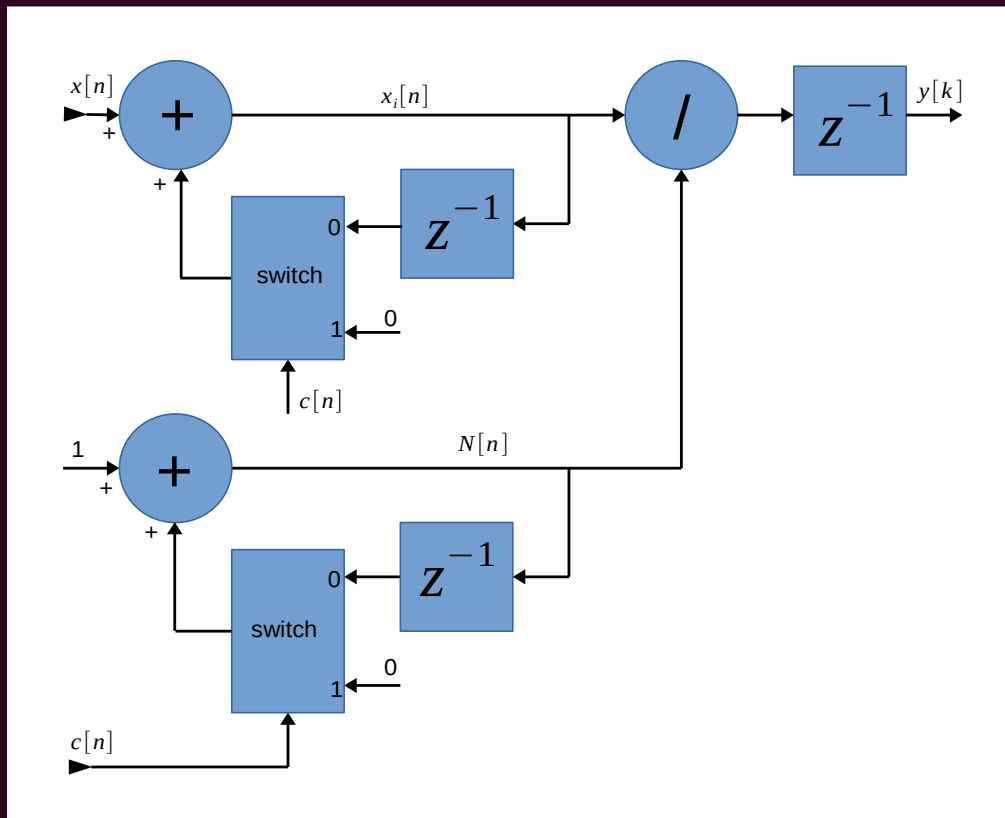 x[n]
+
+
x_i[n]
/
z^{-1}
y[k]
+
z^{-1}
0
switch
1
0
c[n]
1
+
+
N[n]
+
z^{-1}
0
switch
1
0
c[n]